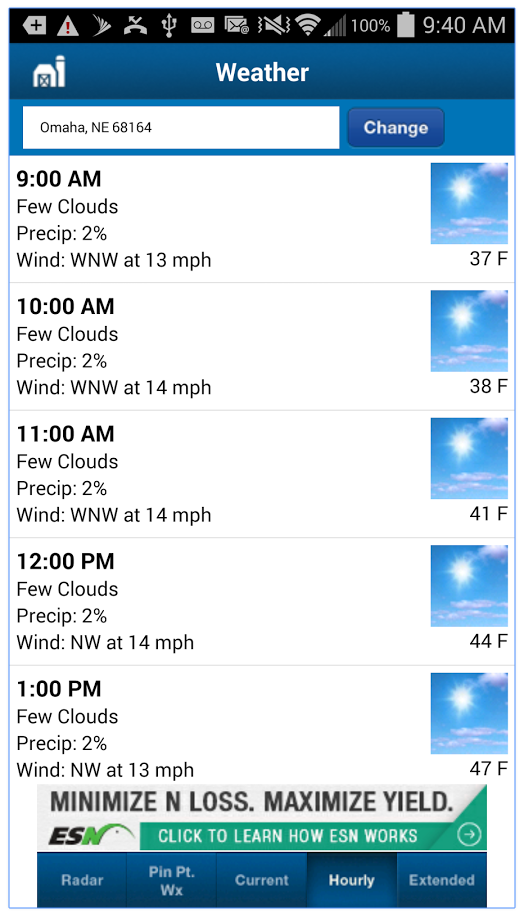 100% 9:40 AM
Weather
Omaha, NE 68164 Change
9:00 AM
Few Clouds
Precip: 2%
Wind: WNW at 13 mph 37 F
10:00 AM
Few Clouds
Precip: 2%
Wind: WNW at 14 mph 38 F
11:00 AM
Few Clouds
Precip: 2%
Wind: WNW at 14 mph 41 F
12:00 PM
Few Clouds
Precip: 2%
Wind: NW at 14 mph 44 F
1:00 PM
Few Clouds
Precip: 2%
Wind: NW at 13 mph 47 F
MINIMIZE N LOSS. MAXIMIZE YIELD.
ESN CLICK TO LEARN HOW ESN WORKS
Radar Pin Pt. Wx Current Hourly Extended